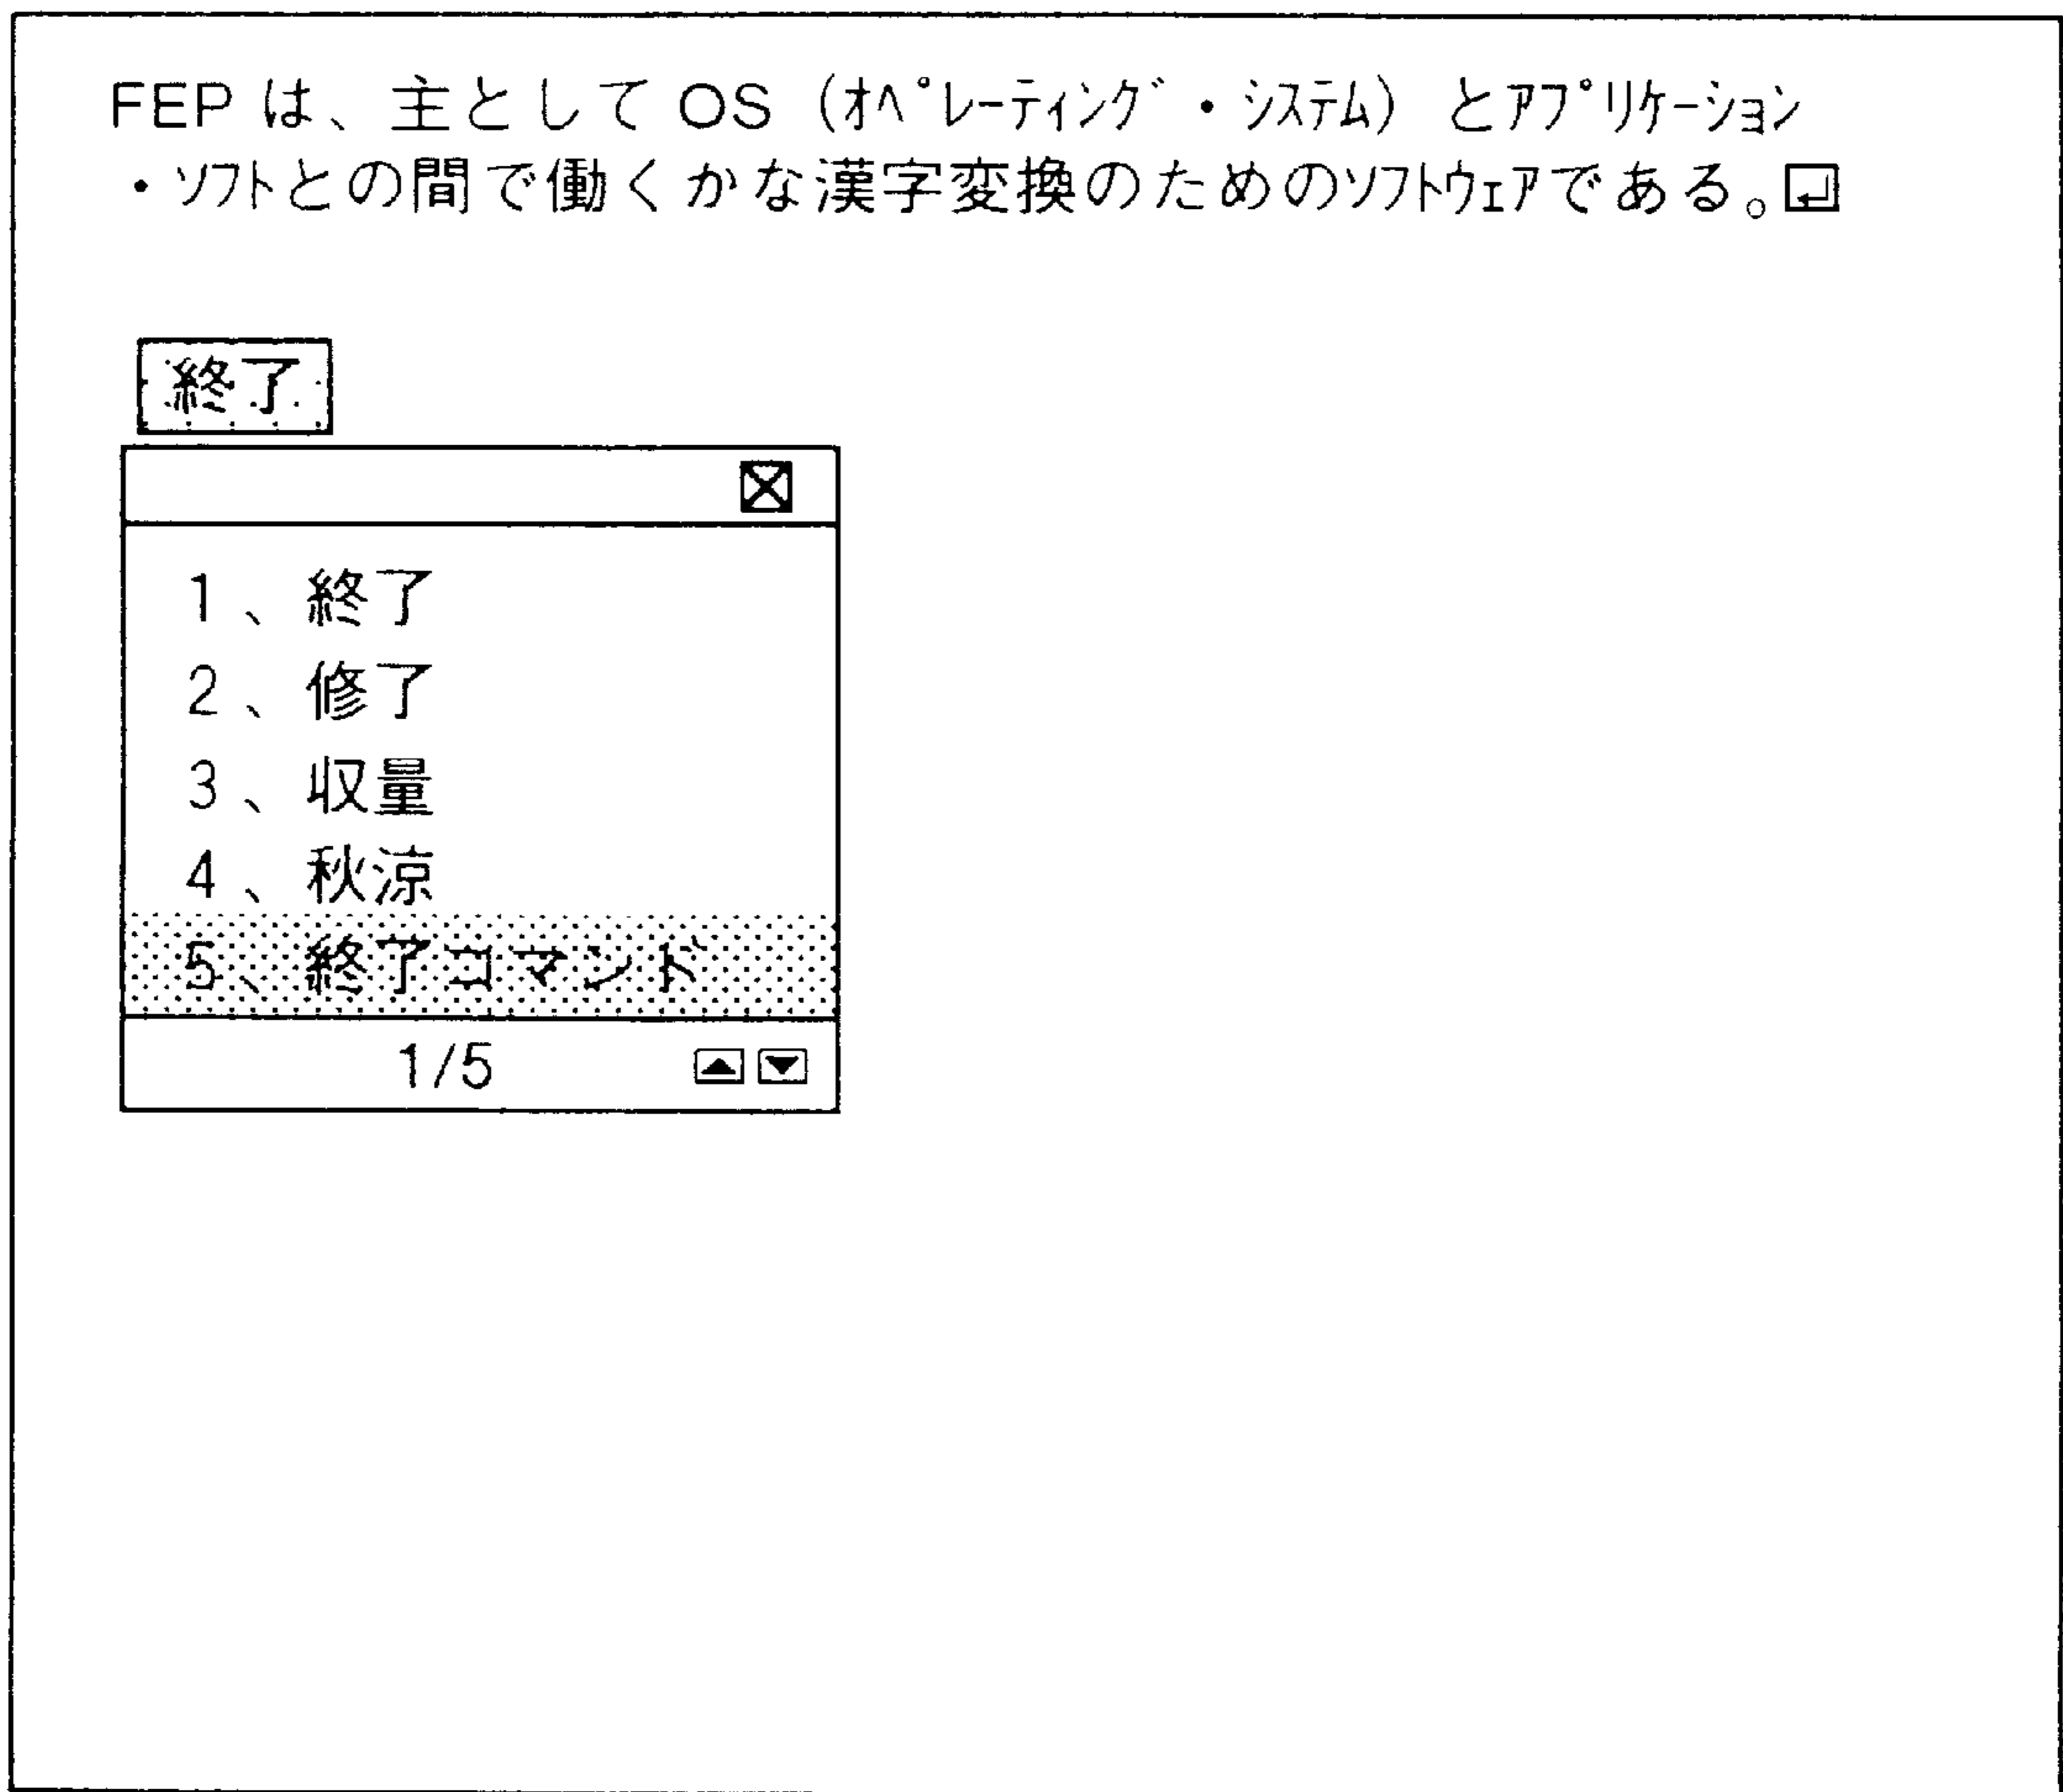 FEP は、主として OS (ｵﾍﾟﾚｰﾃｨﾝｸﾞ・ｼｽﾃﾑ) とｱﾌﾟﾘｹｰｼｮﾝ
・ｿﾌﾄとの間で働くかな漢字変換のためのｿﾌﾄｳｪｱである。
終了
1、終了
2、修了
3、収量
4、秋涼
5、終了コマンド
1/5